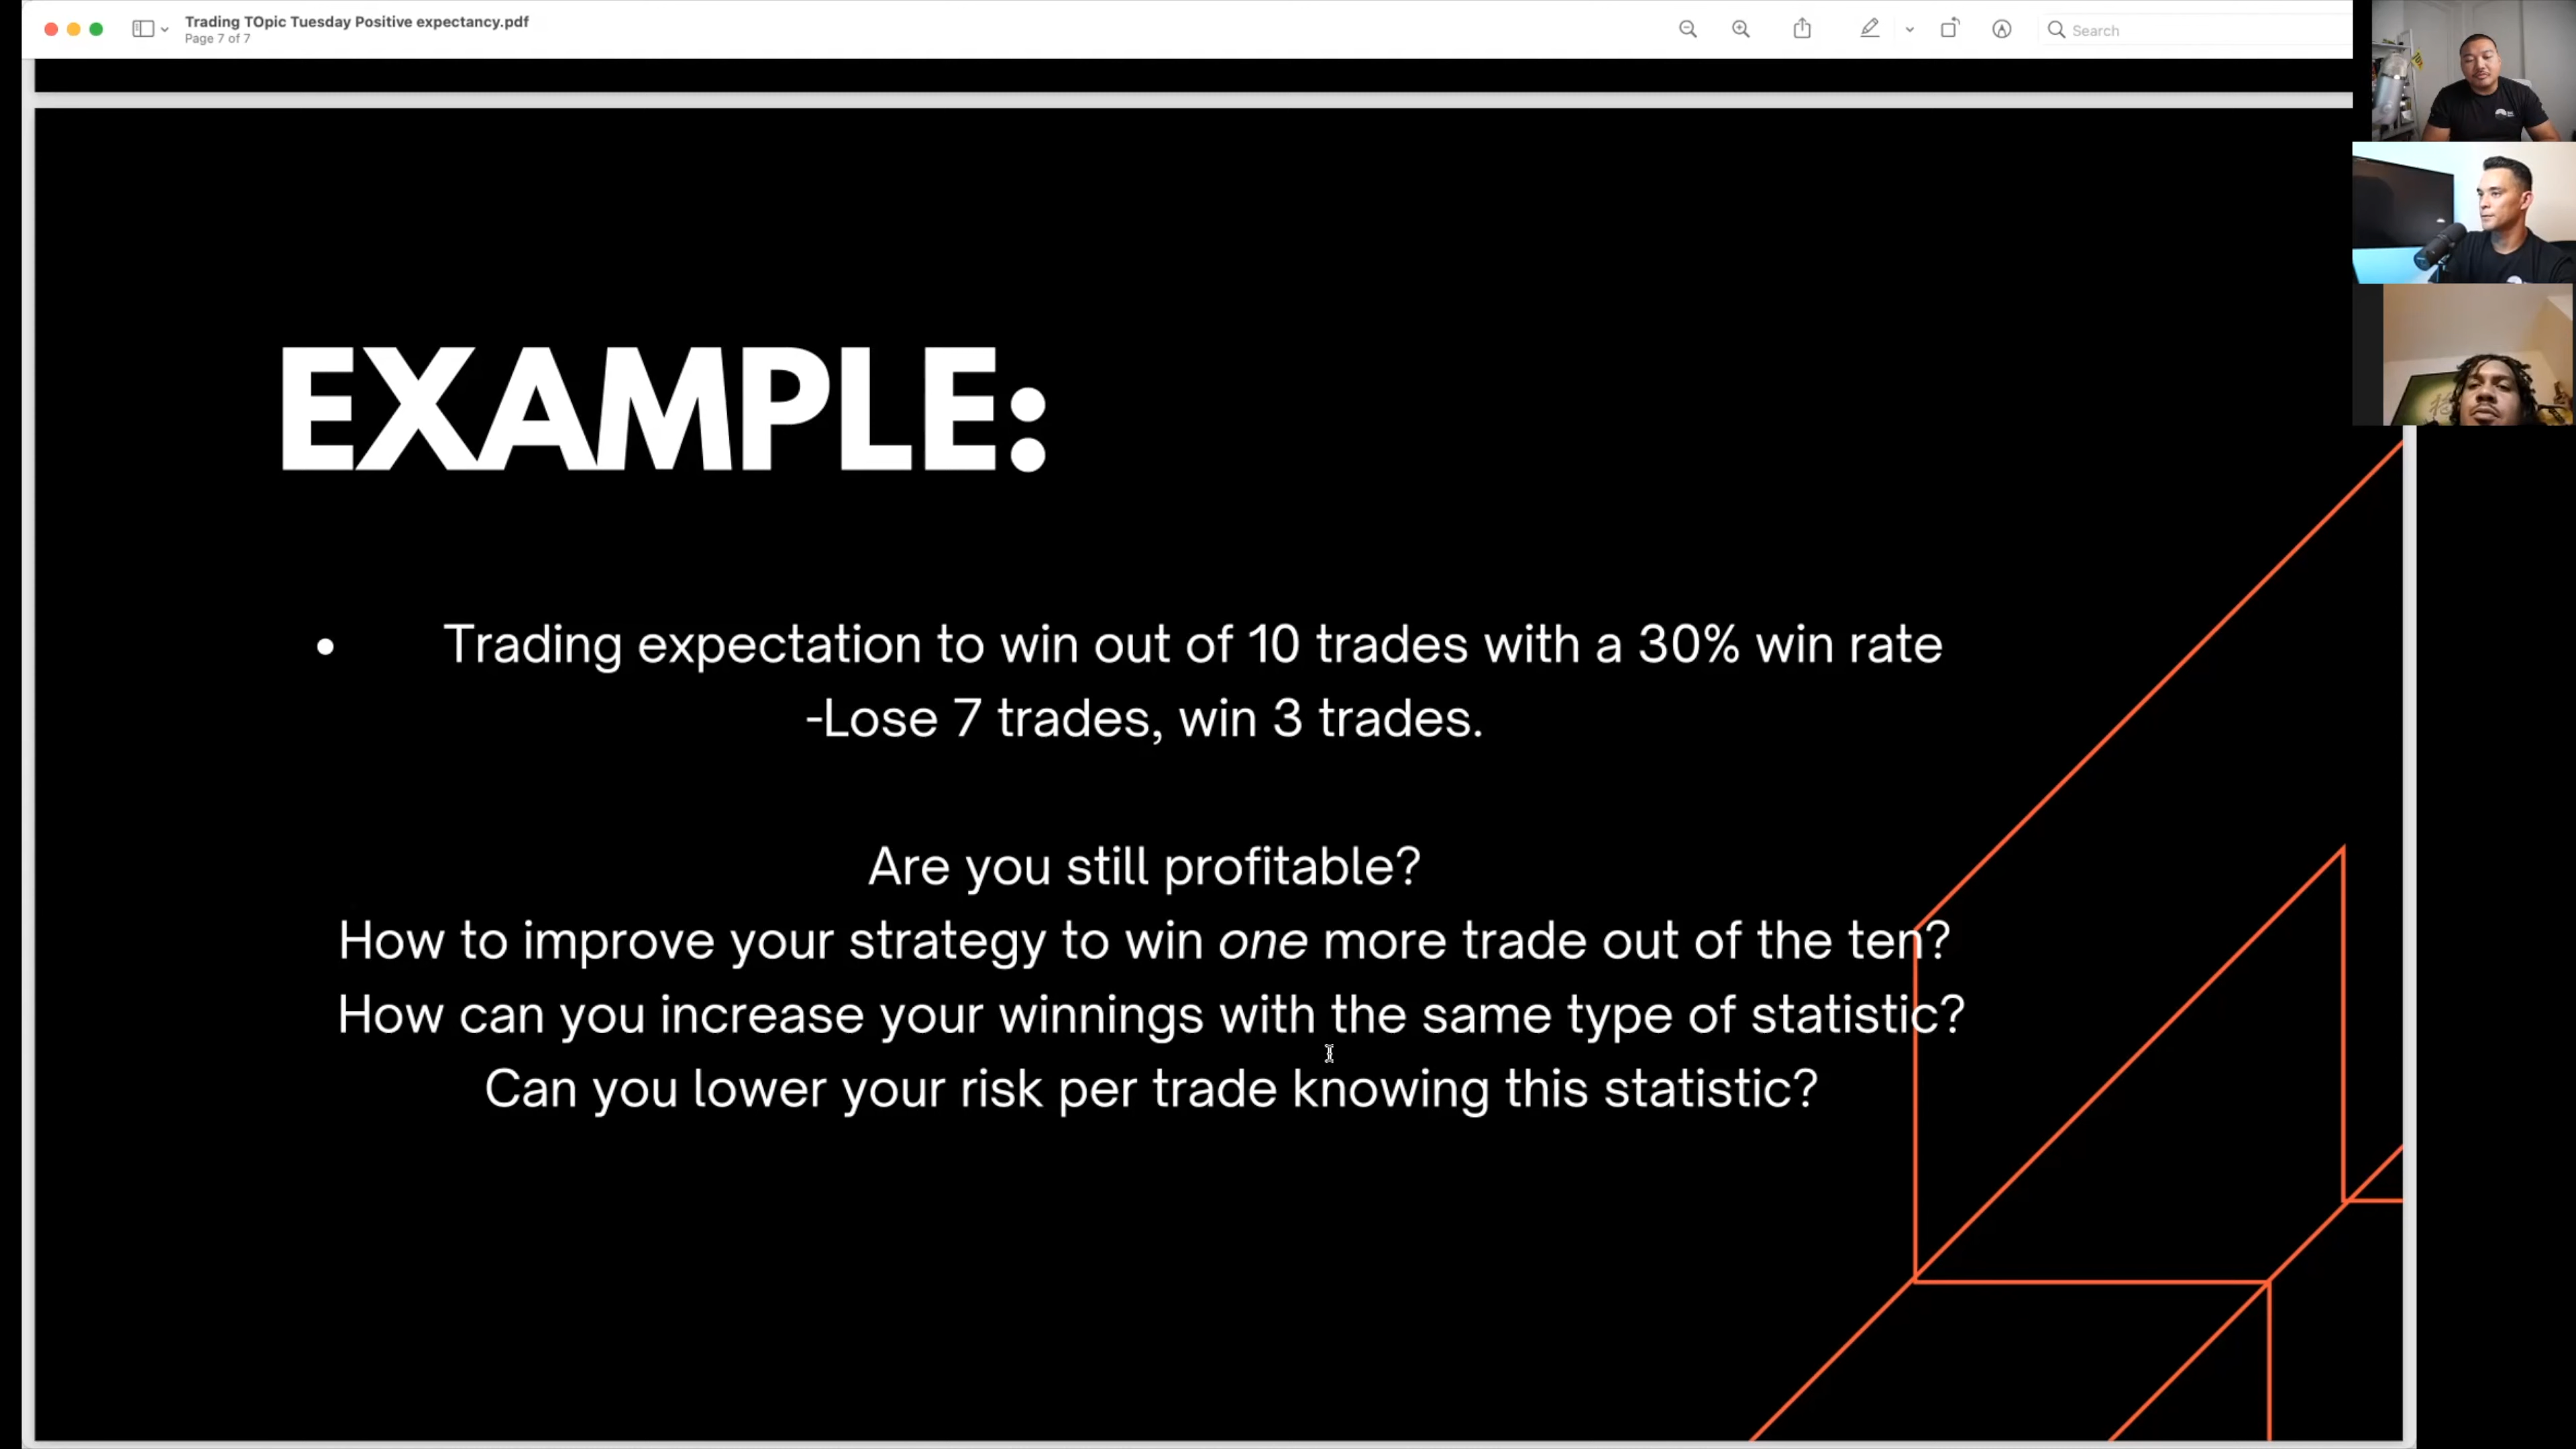 Trading TOpic Tuesday Positive expectancy.pdf
Page 7 of 7
Search
EXAMPLE:
• Trading expectation to win out of 10 trades with a 30% win rate
-Lose 7 trades, win 3 trades.
Are you still profitable?
How to improve your strategy to win one more trade out of the ten?
How can you increase your winnings with the same type of statistic?
Can you lower your risk per trade knowing this statistic?